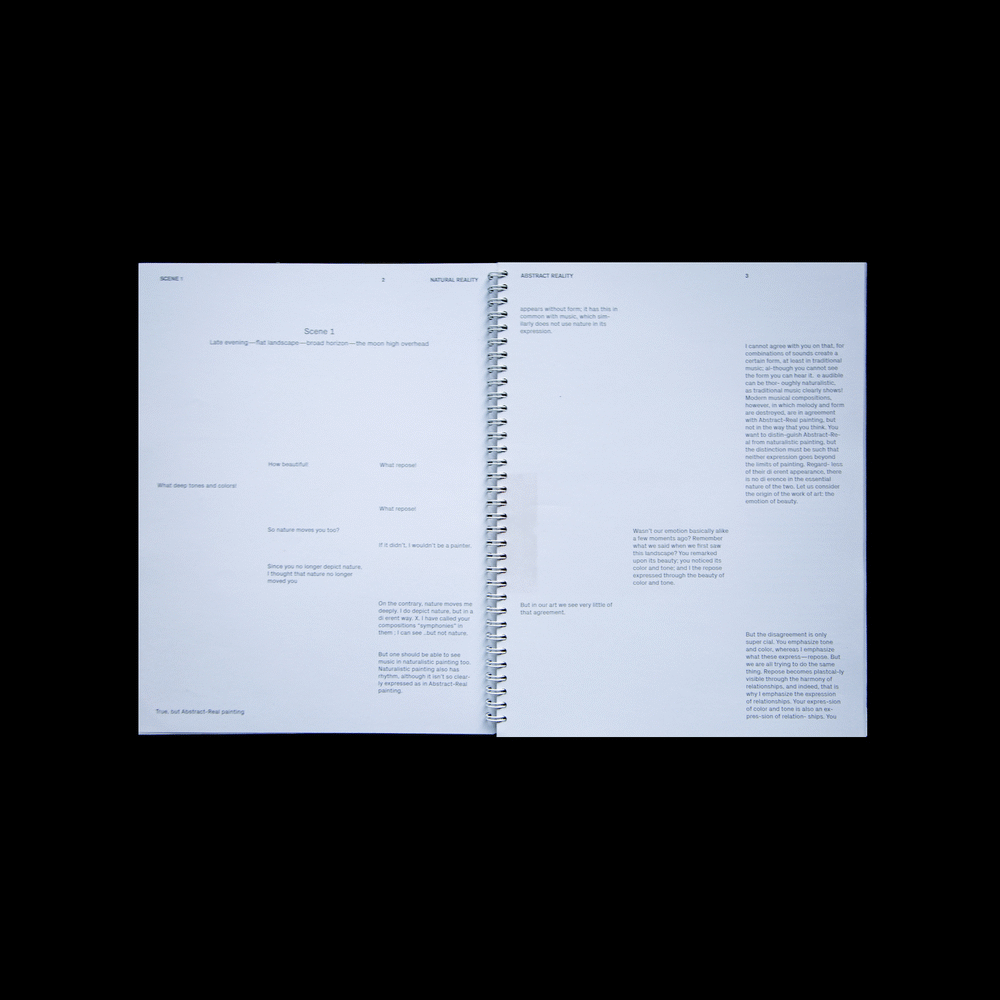 SCENE 1
2
NATURAL REALITY
Scene 1
Late evening—flat landscape—broad horizon—the moon high overhead
How beautiful!
What repose!
What deep tones and colors!
What repose!
So nature moves you too?
If it didn't, I wouldn't be a painter.
Since you no longer depict nature,
I thought that nature no longer
moved you
On the contrary, nature moves me
deeply. I do depict nature, but in a
di erent way. X. I have called your
compositions "symphonies" in
them ; I can see ..but not nature.
But one should be able to see
music in naturalistic painting too.
Naturalistic painting also has
rhythm, although it isn't so clear-
ly expressed as in Abstract-Real
painting.
True, but Abstract-Real painting
ABSTRACT REALITY
3
appears without form; it has this in
common with music, which sim-
ilarly does not use nature in its
expression.
I cannot agree with you on that, for
combinations of sounds create a
certain form, at least in traditional
music; al-though you cannot see
the form you can hear it. e audible
can be thor- oughly naturalistic,
as traditional music clearly shows!
Modern musical compositions,
however, in which melody and form
are destroyed, are in agreement
with Abstract-Real painting, but
not in the way that you think. You
want to distin-guish Abstract-Re-
al from naturalistic painting, but
the distinction must be such that
neither expression goes beyond
the limits of painting. Regard- less
of their di erent appearance, there
is no di erence in the essential
nature of the two. Let us consider
the origin of the work of art: the
emotion of beauty.
Wasn't our emotion basically alike
a few moments ago? Remember
what we said when we first saw
this landscape? You remarked
upon its beauty; you noticed its
color and tone; and I the repose
expressed through the beauty of
color and tone.
But in our art we see very little of
that agreement.
But the disagreement is only
super cial. You emphasize tone
and color, whereas I emphasize
what these express—repose. But
we are all trying to do the same
thing. Repose becomes plastical-ly
visible through the harmony of
relationships, and indeed, that is
why I emphasize the expression
of relationships. Your expres-sion
of color and tone is also an ex-
pres-sion of relation- ships. You